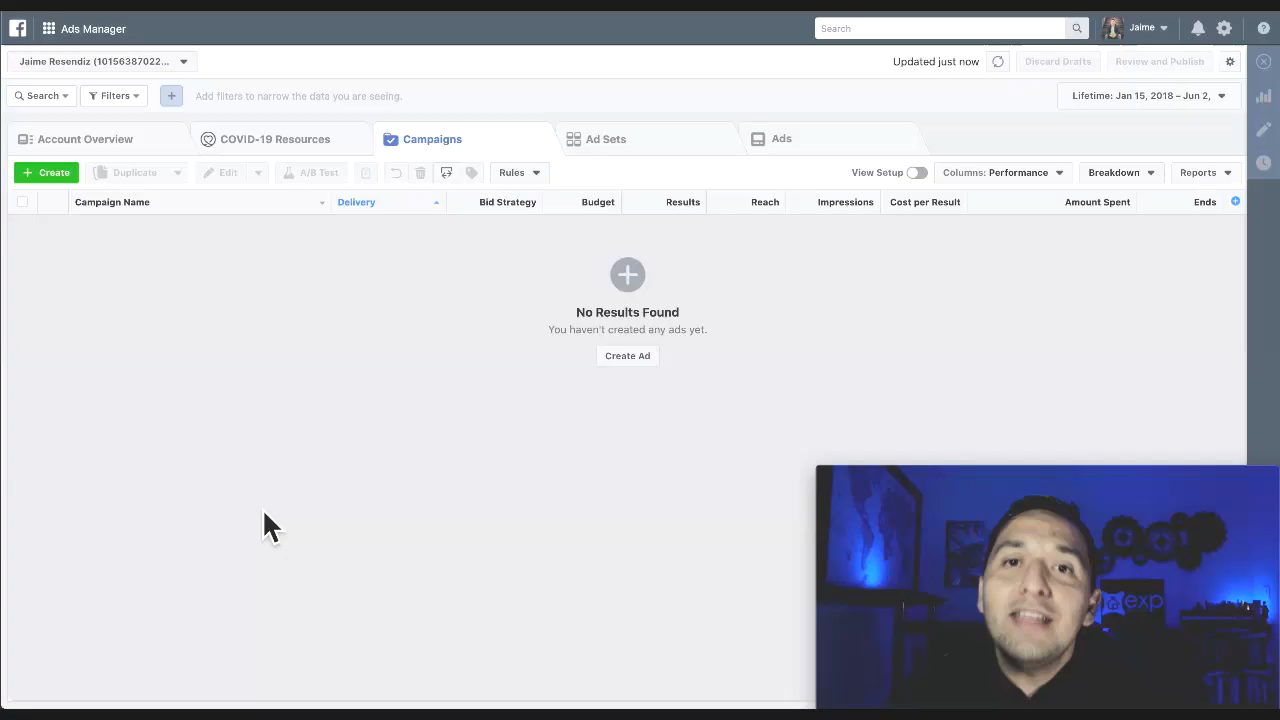 Ads Manager
Search
Jaime
Jaime Resendiz (10156387022...
Updated just now
Discard Drafts
Review and Publish
Search
Filters
Add filters to narrow the data you are seeing.
Lifetime: Jan 15, 2018 – Jun 2,
Account Overview
COVID-19 Resources
Campaigns
Ad Sets
Ads
+ Create
Duplicate
Edit
A/B Test
Rules
View Setup
Columns: Performance
Breakdown
Reports
Campaign Name
Delivery
Bid Strategy
Budget
Results
Reach
Impressions
Cost per Result
Amount Spent
Ends
No Results Found
You haven't created any ads yet.
Create Ad
exp